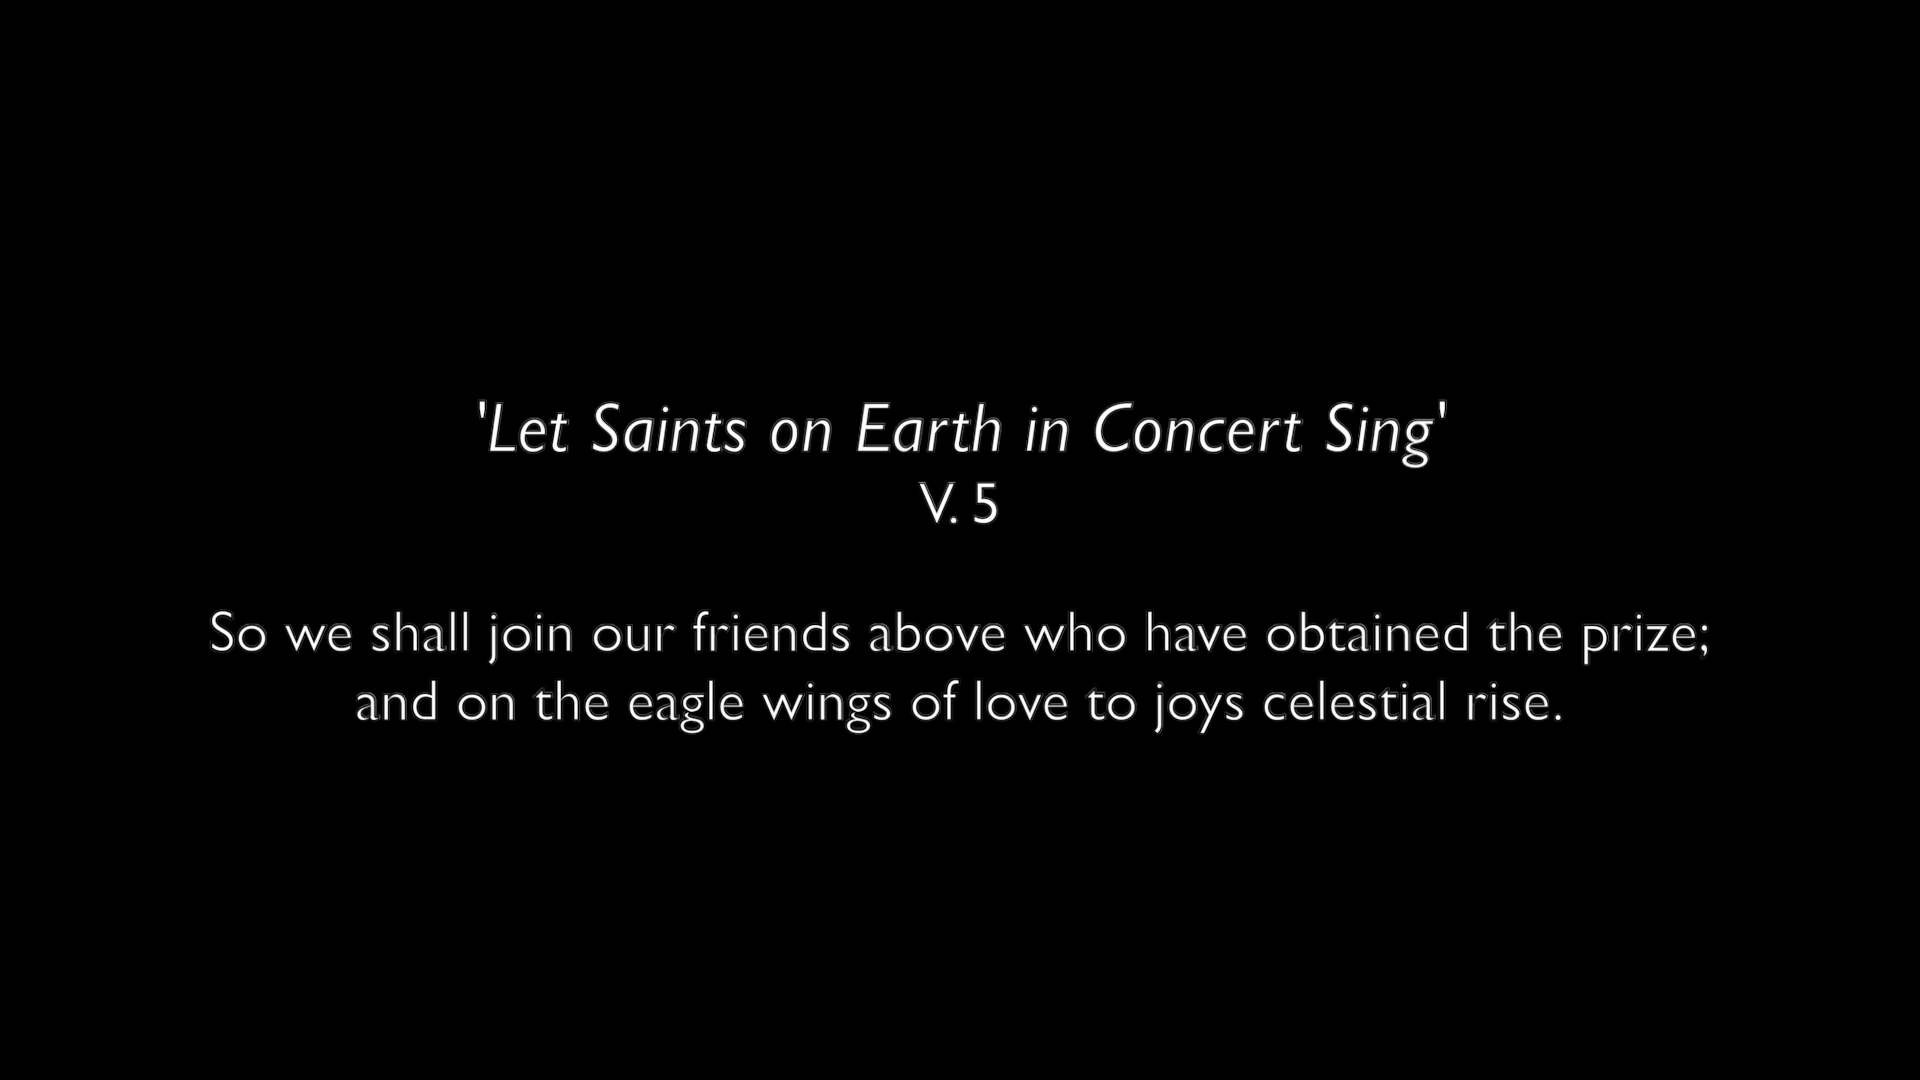 'Let Saints on Earth in Concert Sing'
V. 5
So we shall join our friends above who have obtained the prize;
and on the eagle wings of love to joys celestial rise.